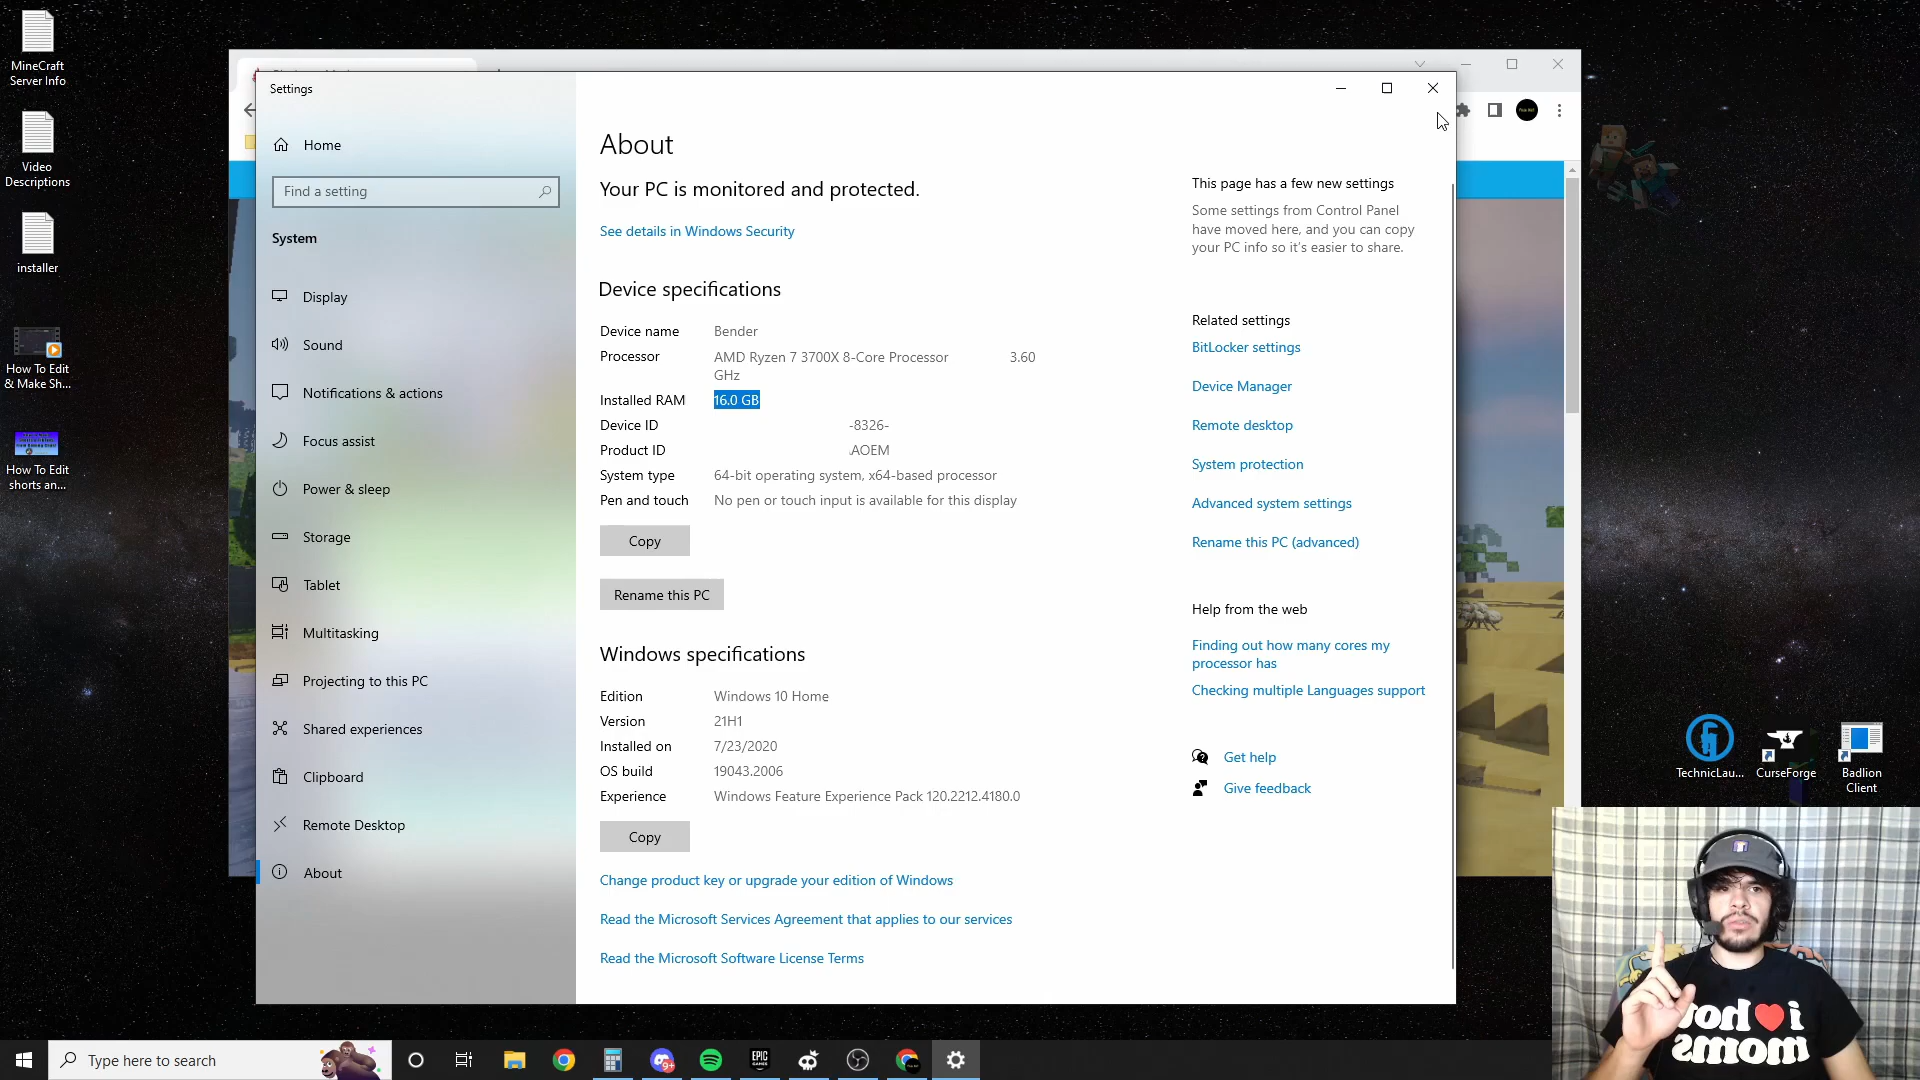 MineCraft
Server Info
Video
Descriptions
installer
How To Edit
& Make Sh...
How To Edit
shorts an...
Settings
Home
Find a setting
System
Display
Sound
Notifications & actions
Focus assist
Power & sleep
Storage
Tablet
Multitasking
Projecting to this PC
Shared experiences
Clipboard
Remote Desktop
About
About
Your PC is monitored and protected.
See details in Windows Security
Device specifications
Device name Bender
Processor AMD Ryzen 7 3700X 8-Core Processor 3.60
GHz
Installed RAM 16.0 GB
Device ID -8326-
Product ID .AOEM
System type 64-bit operating system, x64-based processor
Pen and touch No pen or touch input is available for this display
Copy
Rename this PC
Windows specifications
Edition Windows 10 Home
Version 21H1
Installed on 7/23/2020
OS build 19043.2006
Experience Windows Feature Experience Pack 120.2212.4180.0
Copy
Change product key or upgrade your edition of Windows
Read the Microsoft Services Agreement that applies to our services
Read the Microsoft Software License Terms
This page has a few new settings
Some settings from Control Panel
have moved here, and you can copy
your PC info so it's easier to share.
Related settings
BitLocker settings
Device Manager
Remote desktop
System protection
Advanced system settings
Rename this PC (advanced)
Help from the web
Finding out how many cores my
processor has
Checking multiple Languages support
Get help
Give feedback
TechnicLau...
CurseForge
Badlion
Client
i
hot
moms
Type here to search
9+
EPIC
GAMES